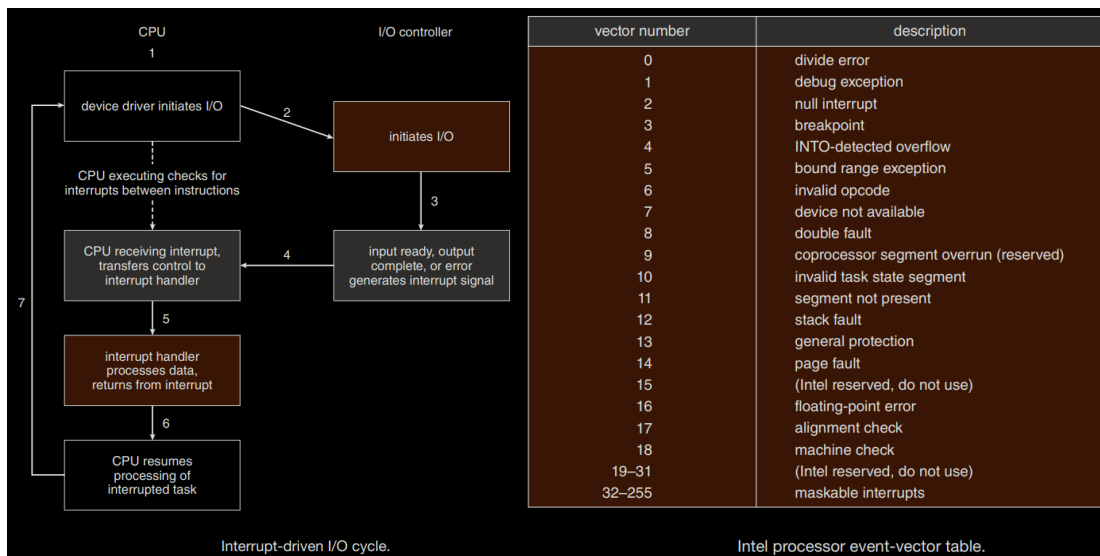 CPU
I/O controller
1
device driver initiates I/O
2
initiates I/O
CPU executing checks for
interrupts between instructions
3
CPU receiving interrupt,
transfers control to
interrupt handler
4
input ready, output
complete, or error
generates interrupt signal
7
5
interrupt handler
processes data,
returns from interrupt
6
CPU resumes
processing of
interrupted task
Interrupt-driven I/O cycle.
vector number description
0 divide error
1 debug exception
2 null interrupt
3 breakpoint
4 INTO-detected overflow
5 bound range exception
6 invalid opcode
7 device not available
8 double fault
9 coprocessor segment overrun (reserved)
10 invalid task state segment
11 segment not present
12 stack fault
13 general protection
14 page fault
15 (Intel reserved, do not use)
16 floating-point error
17 alignment check
18 machine check
19–31 (Intel reserved, do not use)
32–255 maskable interrupts
Intel processor event-vector table.